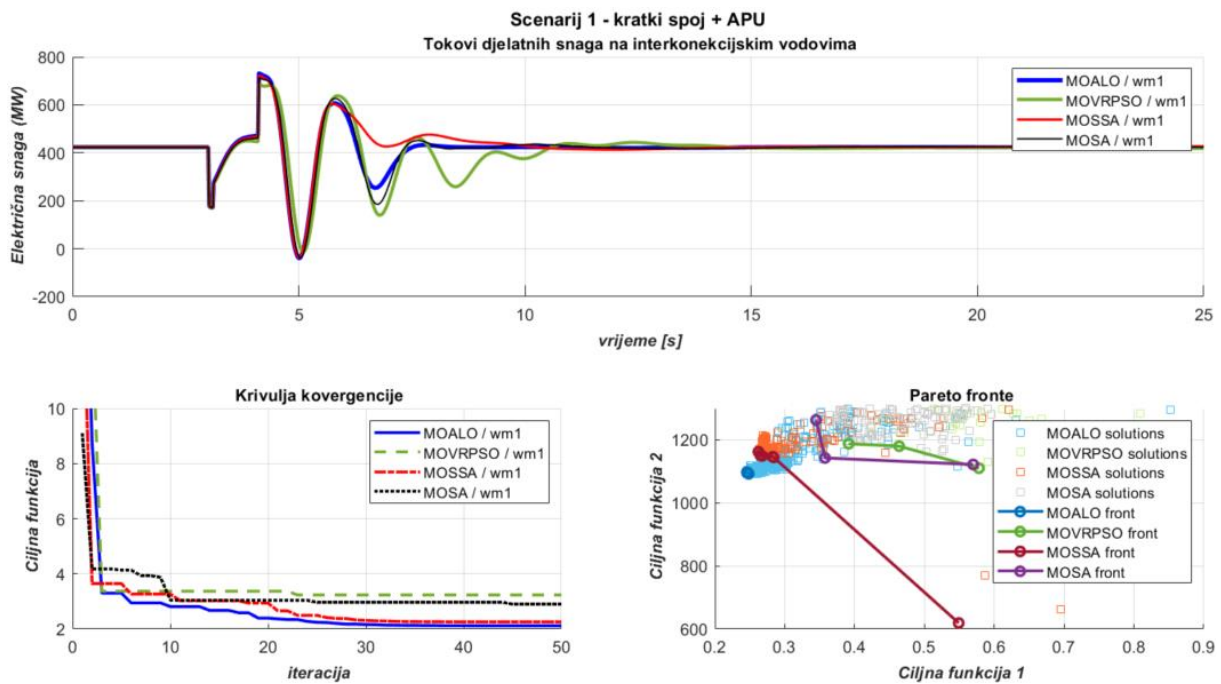 Scenarij 1 - kratki spoj + APU
Tokovi djelatnih snaga na interkonekcijskim vodovima
Električna snaga (MW)
800
600
400
200
0
-200
0
5
10
15
20
25
vrijeme [s]
MOALO / wm1
MOVRPSO / wm1
MOSSA / wm1
MOSA / wm1
Krivulja kovergencije
Ciljna funkcija
10
8
6
4
2
0
10
20
30
40
50
iteracija
MOALO / wm1
MOVRPSO / wm1
MOSSA / wm1
MOSA / wm1
Pareto fronte
Ciljna funkcija 2
1200
1000
800
600
0.2
0.3
0.4
0.5
0.6
0.7
0.8
0.9
Ciljna funkcija 1
MOALO solutions
MOVRPSO solutions
MOSSA solutions
MOSA solutions
MOALO front
MOVRPSO front
MOSSA front
MOSA front